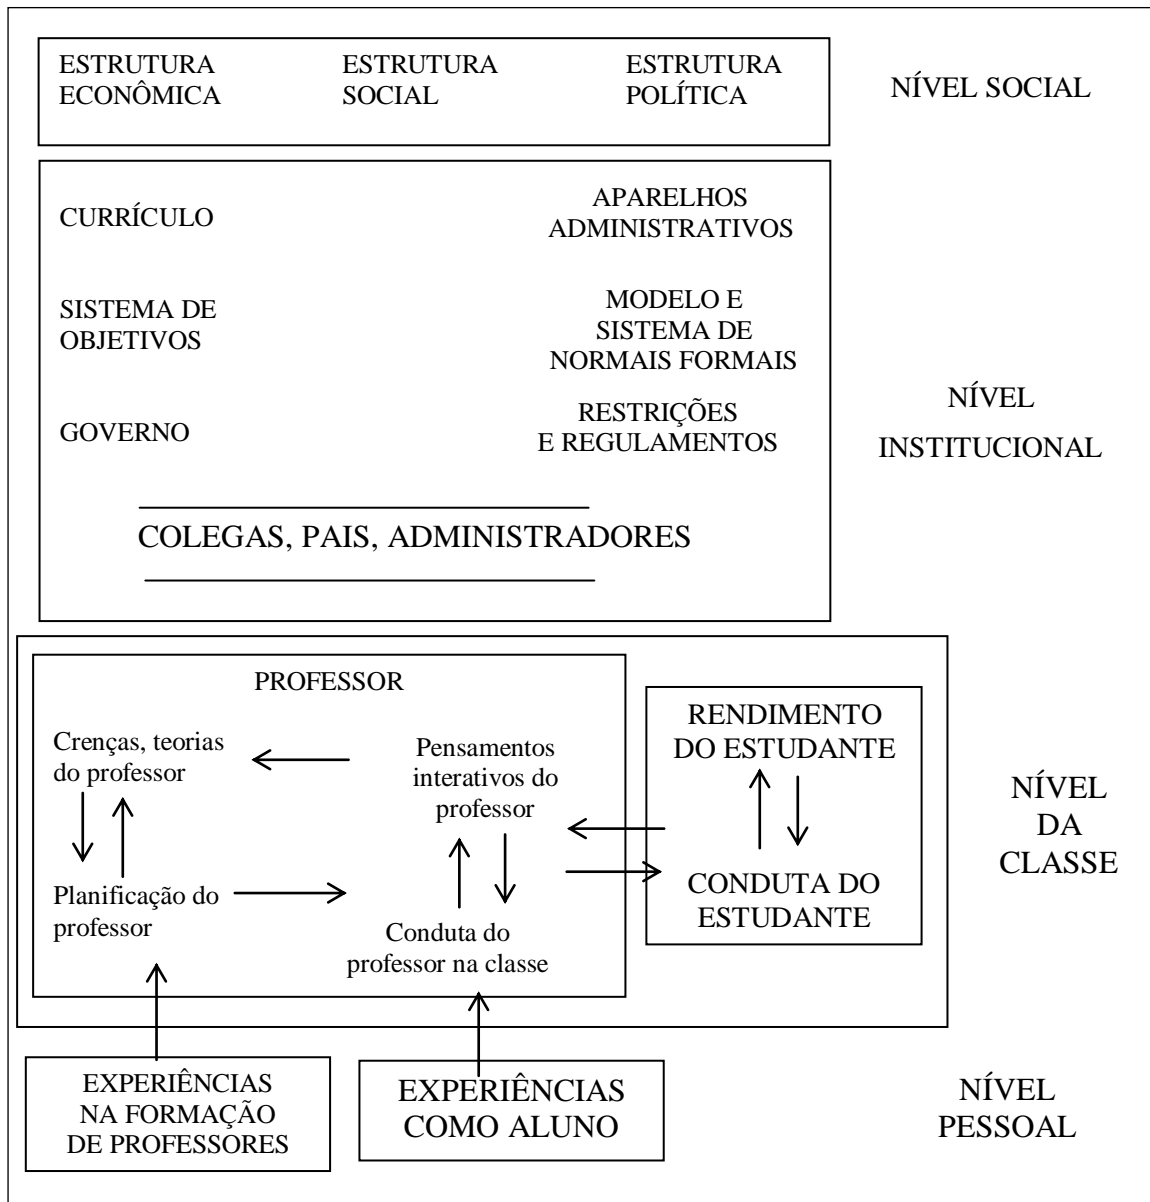 ESTRUTURA
ECONÔMICA
ESTRUTURA
SOCIAL
ESTRUTURA
POLÍTICA
NÍVEL SOCIAL
CURRÍCULO
APARELHOS
ADMINISTRATIVOS
SISTEMA DE
OBJETIVOS
MODELO E
SISTEMA DE
NORMAIS FORMAIS
GOVERNO
RESTRIÇÕES
E REGULAMENTOS
NÍVEL
INSTITUCIONAL
COLEGAS, PAIS, ADMINISTRADORES
PROFESSOR
Crenças, teorias
do professor
Pensamentos
interativos do
professor
Planificação do
professor
Conduta do
professor na classe
RENDIMENTO
DO ESTUDANTE
CONDUTA DO
ESTUDANTE
NÍVEL
DA
CLASSE
EXPERIÊNCIAS
NA FORMAÇÃO
DE PROFESSORES
EXPERIÊNCIAS
COMO ALUNO
NÍVEL
PESSOAL